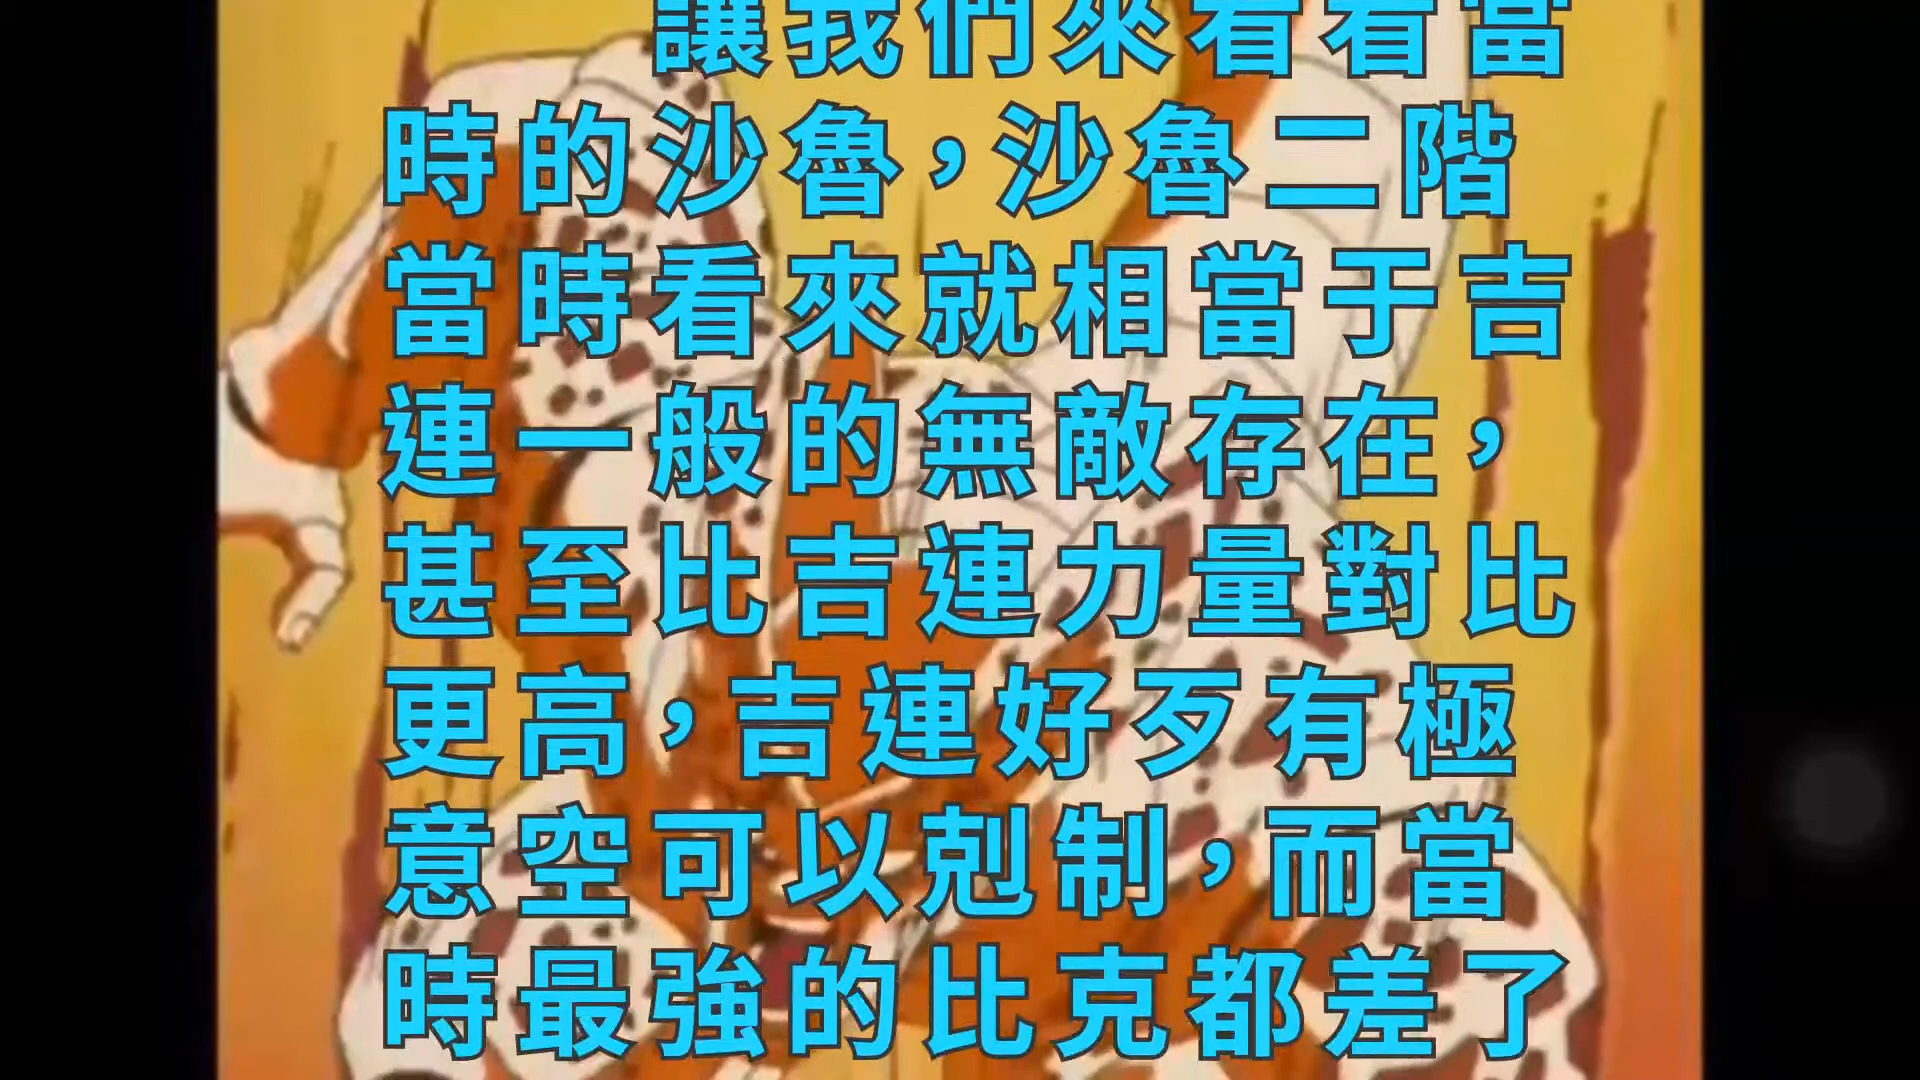 讓我們來看看當
時的沙魯，沙魯二階
當時看來就相當于吉
連一般的無敵存在，
甚至比吉連力量對比
更高，吉連好歹有極
意空可以剋制，而當
時最強的比克都差了